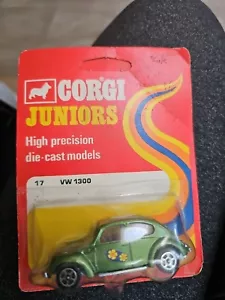 CORGI
JUNIORS
High precision
die-cast models
17 VW 1300